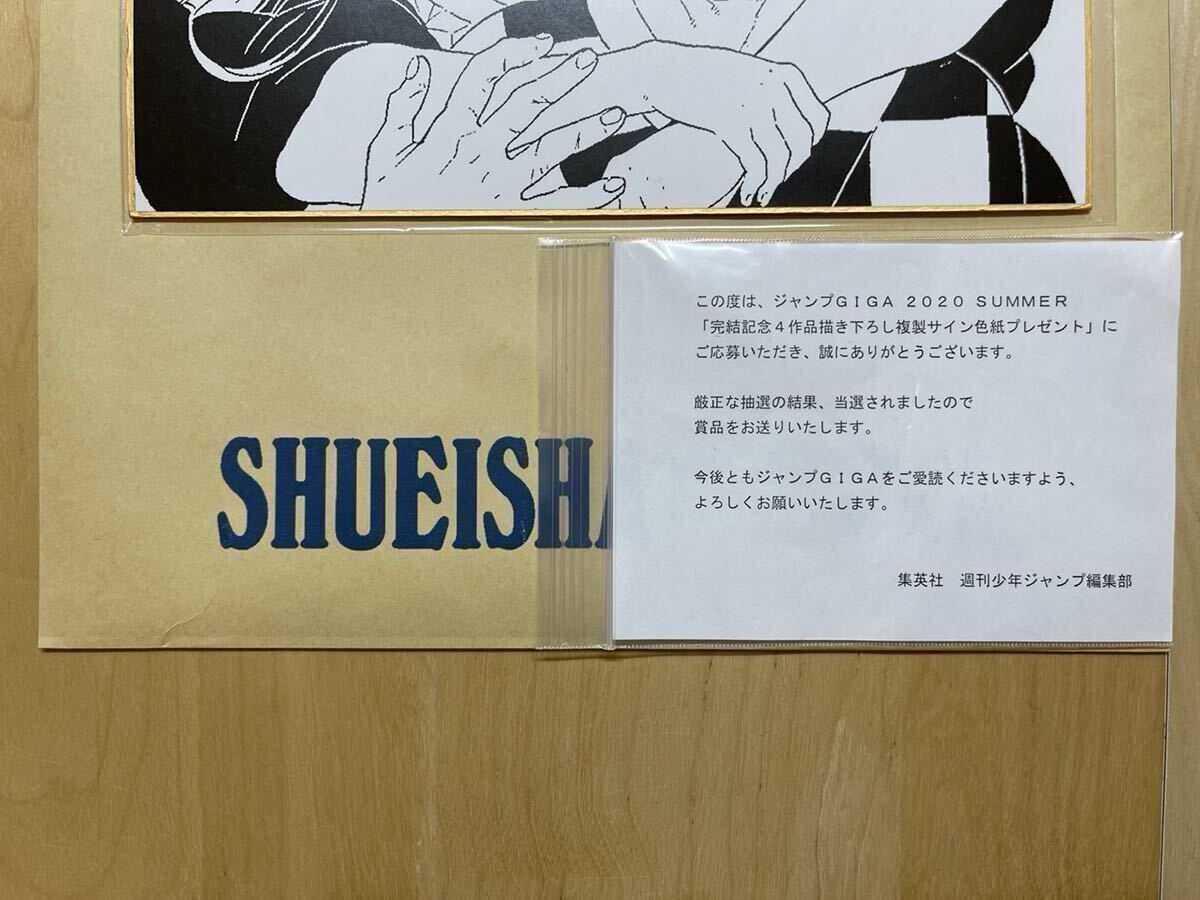 この度は、ジャンプＧＩＧＡ ２０２０ ＳＵＭＭＥＲ
「完結記念４作品描き下ろし複製サイン色紙プレゼント」に
ご応募いただき、誠にありがとうございます。
厳正な抽選の結果、当選されましたので
賞品をお送りいたします。
今後ともジャンプＧＩＧＡをご愛読くださいますよう、
よろしくお願いいたします。
集英社　週刊少年ジャンプ編集部
SHUEISHA